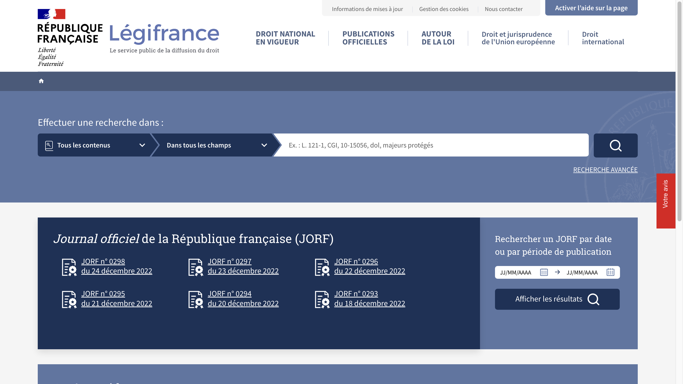 Informations de mises à jour
Gestion des cookies
Nous contacter
Activer l'aide sur la page
RÉPUBLIQUE
FRANÇAISE
Liberté
Égalité
Fraternité
Légifrance
Le service public de la diffusion du droit
DROIT NATIONAL
EN VIGUEUR
PUBLICATIONS
OFFICIELLES
AUTOUR
DE LA LOI
Droit et jurisprudence
de l'Union européenne
Droit
international
Effectuer une recherche dans :
Tous les contenus
Dans tous les champs
Ex. : L. 121-1, CGI, 10-15056, dol, majeurs protégés
RECHERCHE AVANCÉE
Votre avis
Journal officiel de la République française (JORF)
JORF n° 0298
du 24 décembre 2022
JORF n° 0297
du 23 décembre 2022
JORF n° 0296
du 22 décembre 2022
JORF n° 0295
du 21 décembre 2022
JORF n° 0294
du 20 décembre 2022
JORF n° 0293
du 18 décembre 2022
Rechercher un JORF par date
ou par période de publication
JJ/MM/AAAA
JJ/MM/AAAA
Afficher les résultats